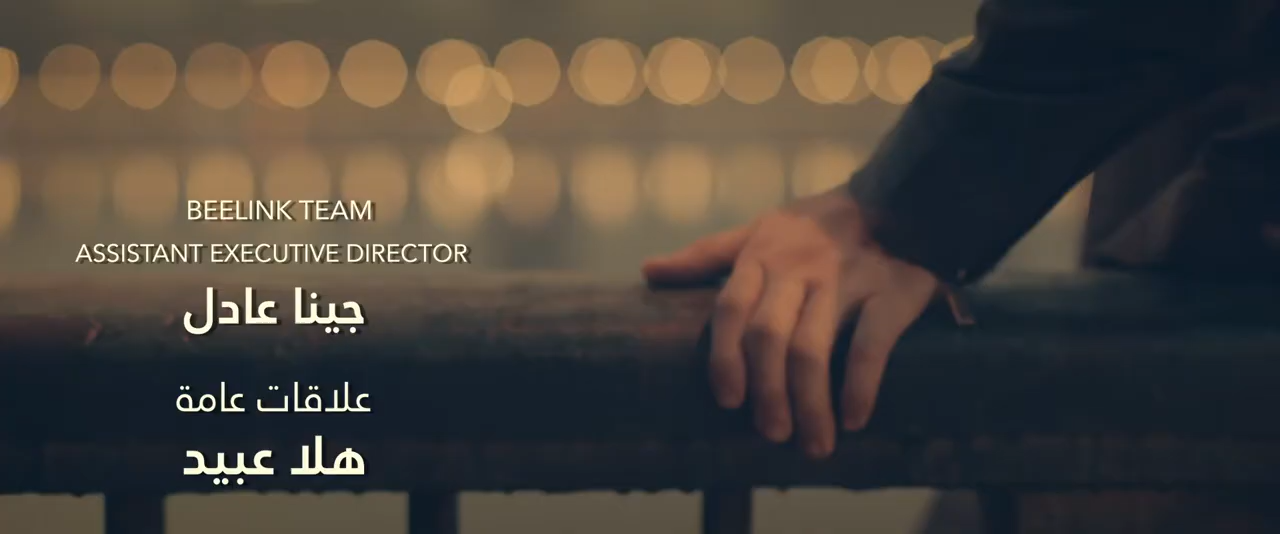 BEELINK TEAM
ASSISTANT EXECUTIVE DIRECTOR
جينا عادل
علاقات عامة
هلا عبيد